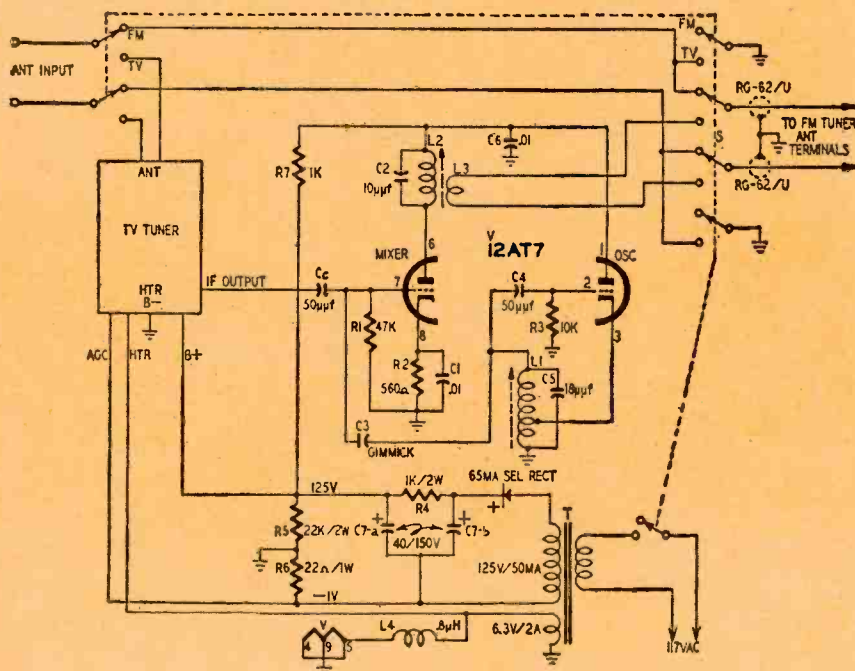 FM
FM
ANT INPUT
TV
TV
RG-62/U
TO FM TUNER
ANT
TERMINALS
S
RG-62/U
C6
.01
L2
L3
R7
1K
C2
10µµf
ANT
TV TUNER
HTR
B-
IF OUTPUT
MIXER
6
7
8
V
12AT7
1
OSC
2
3
Cc
50µµf
C4
50µµf
R1
47K
R3
10K
R2
560Ω
C1
.01
L1
C5
18µµf
C3
GIMMICK
AGC
HTR
B+
125V
1K/2W
R4
65MA SEL RECT
+
T
R5
22K/2W
+
C7-a
+
C7-b
40/150V
R6
22Ω/1W
-1V
125V/50MA
6.3V/2A
117VAC
V
4
9
5
L4
.8µH